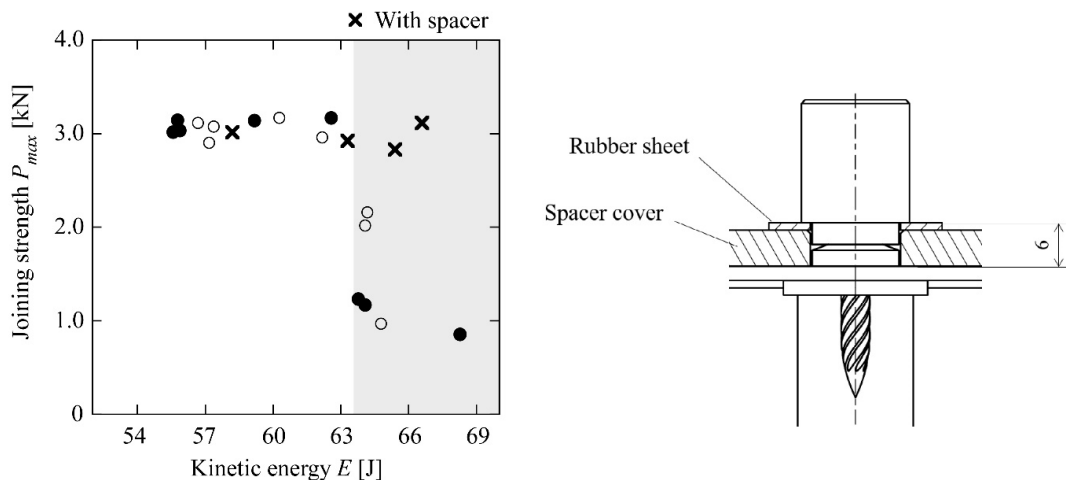 × With spacer
4.0
3.0
2.0
1.0
0
54 57 60 63 66 69
Joining strength P_max [kN]
Kinetic energy E [J]
Rubber sheet
Spacer cover
6